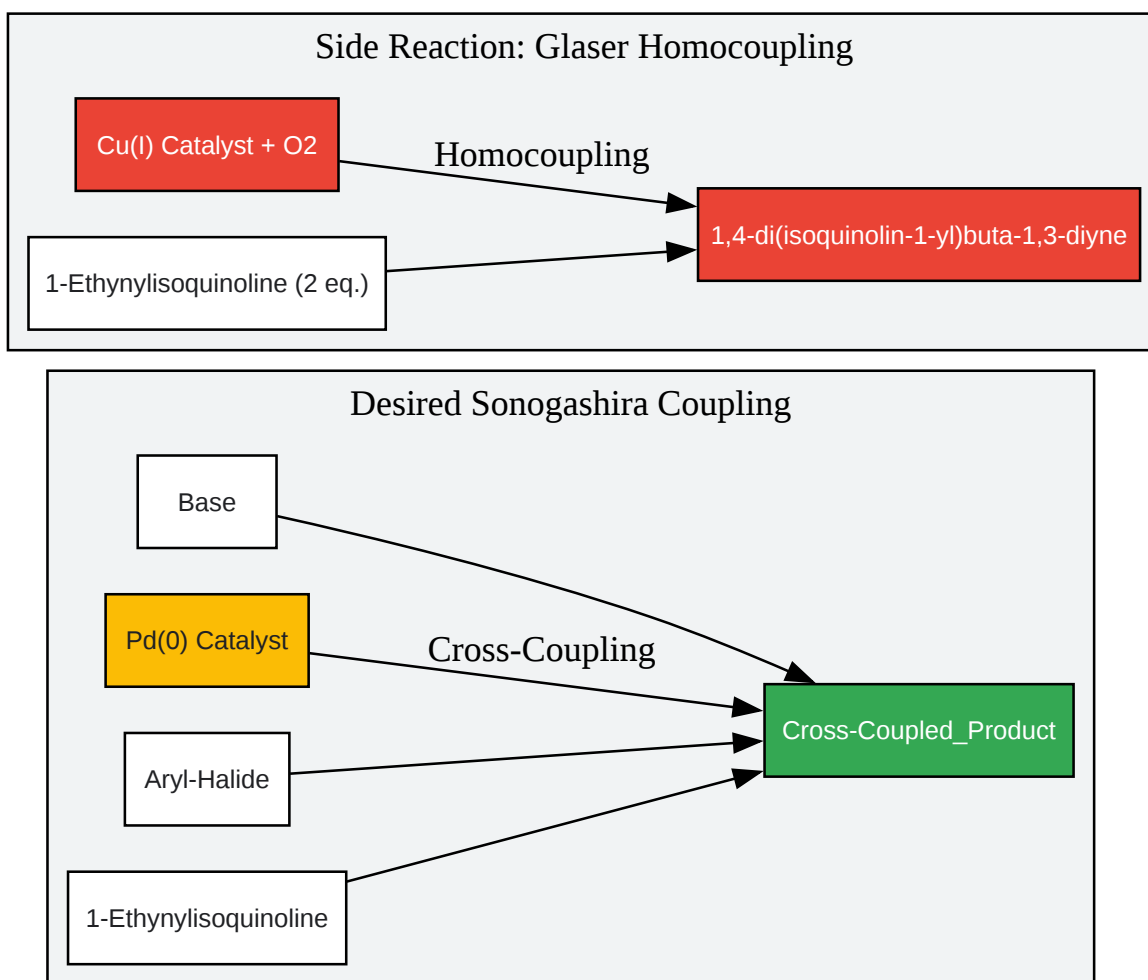 Side Reaction: Glaser Homocoupling
Cu(I) Catalyst + O2
Homocoupling
1,4-di(isoquinolin-1-yl)buta-1,3-diyne
1-Ethynylisoquinoline (2 eq.)
Desired Sonogashira Coupling
Base
Pd(0) Catalyst
Cross-Coupling
Cross-Coupled_Product
Aryl-Halide
1-Ethynylisoquinoline